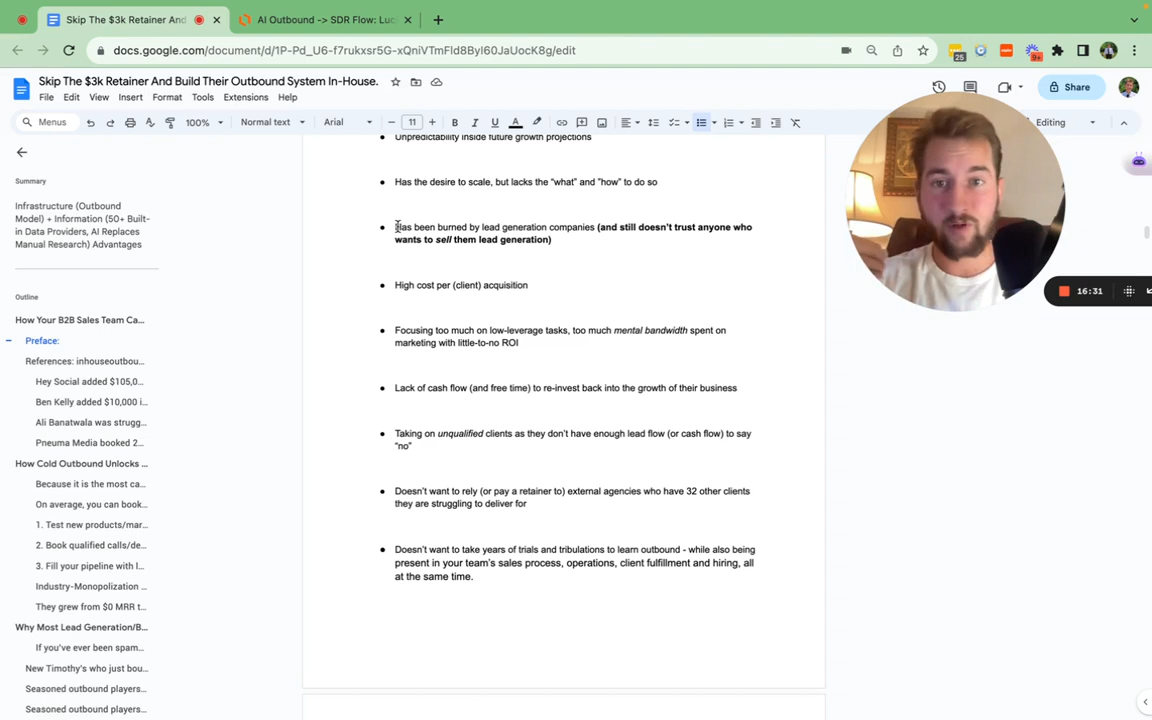 Skip The $3k Retainer And
AI Outbound -> SDR Flow: Luc
docs.google.com/document/d/1P-Pd_U6-f7rukxsr5G-xQniVTmFld8Byl60JaUocK8g/edit
25
9+
Skip The $3k Retainer And Build Their Outbound System In-House.
File Edit View Insert Format Tools Extensions Help
Share
Menus
100%
Normal text
Arial
11
Editing
Summary
Infrastructure (Outbound
Model) + Information (50+ Built-
in Data Providers, AI Replaces
Manual Research) Advantages
Outline
How Your B2B Sales Team Ca...
Preface:
References: inhouseoutbou...
Hey Social added $105,0...
Ben Kelly added $10,000 i...
Ali Banatwala was strugg...
Pneuma Media booked 2...
How Cold Outbound Unlocks ...
Because it is the most ca...
On average, you can book...
1. Test new products/mar...
2. Book qualified calls/de...
3. Fill your pipeline with l...
Industry-Monopolization ...
They grew from $0 MRR t...
Why Most Lead Generation/B...
If you've ever been spam...
New Timothy's who just bou...
Seasoned outbound players...
Seasoned outbound players...
● Unpredictability inside future growth projections
● Has the desire to scale, but lacks the “what” and ”how” to do so
● Has been burned by lead generation companies (and still doesn’t trust anyone who
wants to sell them lead generation)
● High cost per (client) acquisition
● Focusing too much on low-leverage tasks, too much mental bandwidth spent on
marketing with little-to-no ROI
● Lack of cash flow (and free time) to re-invest back into the growth of their business
● Taking on unqualified clients as they don’t have enough lead flow (or cash flow) to say
“no”
● Doesn’t want to rely (or pay a retainer to) external agencies who have 32 other clients
they are struggling to deliver for
● Doesn’t want to take years of trials and tribulations to learn outbound - while also being
present in your team’s sales process, operations, client fulfillment and hiring, all
at the same time.
16:31